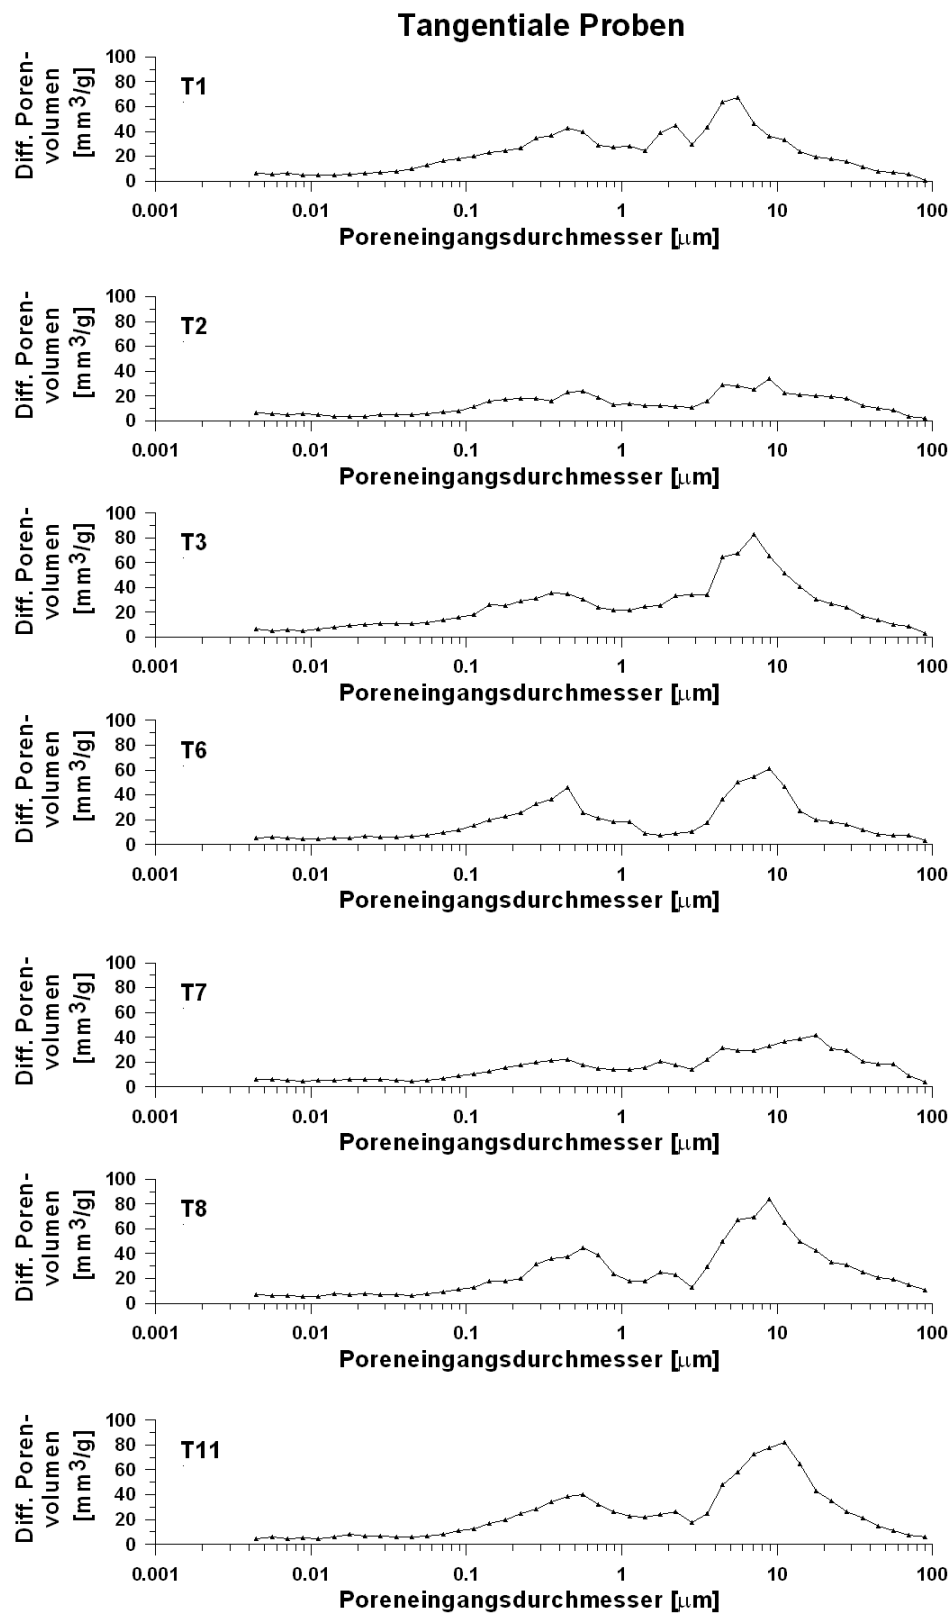 Tangentiale Proben
Diff. Poren-
volumen
[mm³/g]
100
80
60
40
20
0
T1
0.001 0.01 0.1 1 10 100
Poreneingangsdurchmesser [μm]
Diff. Poren-
volumen
[mm³/g]
100
80
60
40
20
0
T2
0.001 0.01 0.1 1 10 100
Poreneingangsdurchmesser [μm]
Diff. Poren-
volumen
[mm³/g]
100
80
60
40
20
0
T3
0.001 0.01 0.1 1 10 100
Poreneingangsdurchmesser [μm]
Diff. Poren-
volumen
[mm³/g]
100
80
60
40
20
0
T6
0.001 0.01 0.1 1 10 100
Poreneingangsdurchmesser [μm]
Diff. Poren-
volumen
[mm³/g]
100
80
60
40
20
0
T7
0.001 0.01 0.1 1 10 100
Poreneingangsdurchmesser [μm]
Diff. Poren-
volumen
[mm³/g]
100
80
60
40
20
0
T8
0.001 0.01 0.1 1 10 100
Poreneingangsdurchmesser [μm]
Diff. Poren-
volumen
[mm³/g]
100
80
60
40
20
0
T11
0.001 0.01 0.1 1 10 100
Poreneingangsdurchmesser [μm]